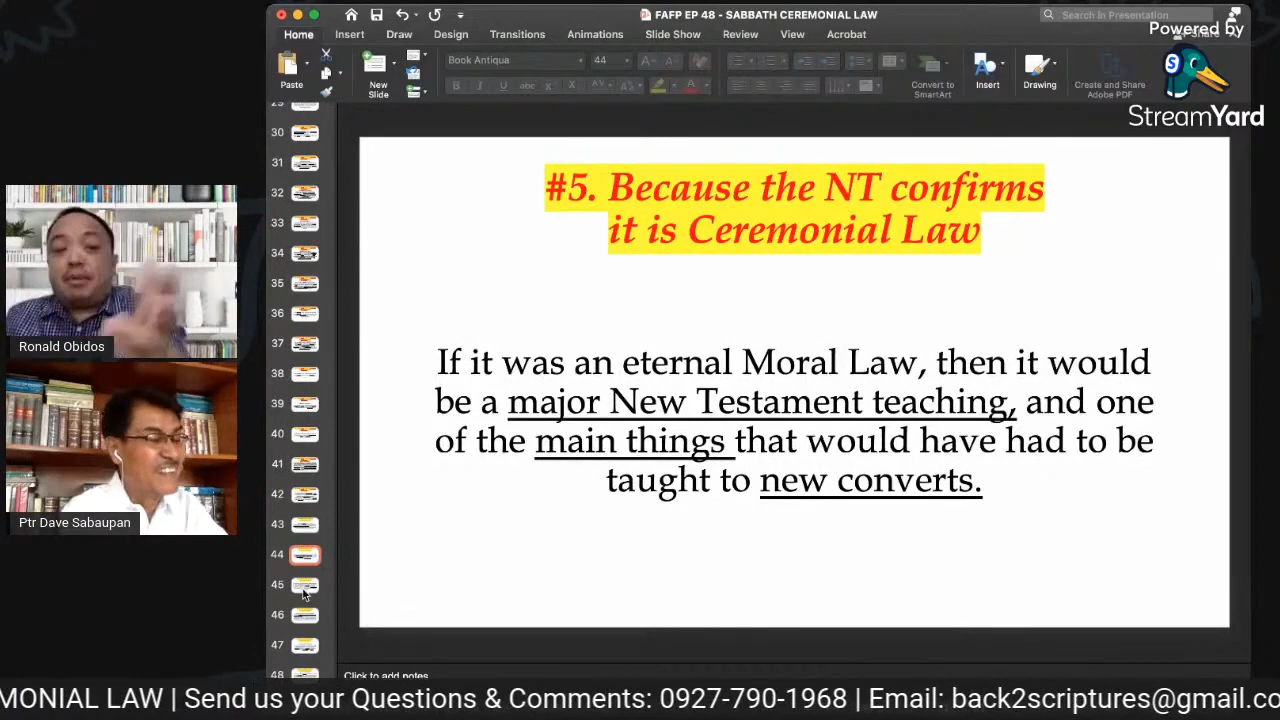 FAFP EP 48 - SABBATH CEREMONIAL LAW
Search in Presentation
Powered by
StreamYard
Home Insert Draw Design Transitions Animations Slide Show Review View Acrobat
Share
Paste
New
Slide
Book Antiqua
44
Convert to
SmartArt
Insert
Drawing
Create and Share
Adobe PDF
29
30
31
32
33
34
35
36
37
38
39
40
41
42
43
44
45
46
47
48
#5. Because the NT confirms
it is Ceremonial Law
If it was an eternal Moral Law, then it would
be a major New Testament teaching, and one
of the main things that would have had to be
taught to new converts.
Ronald Obidos
Ptr Dave Sabaupan
Click to add notes
MONIAL LAW | Send us your Questions & Comments: 0927-790-1968 | Email: back2scriptures@gmail.co